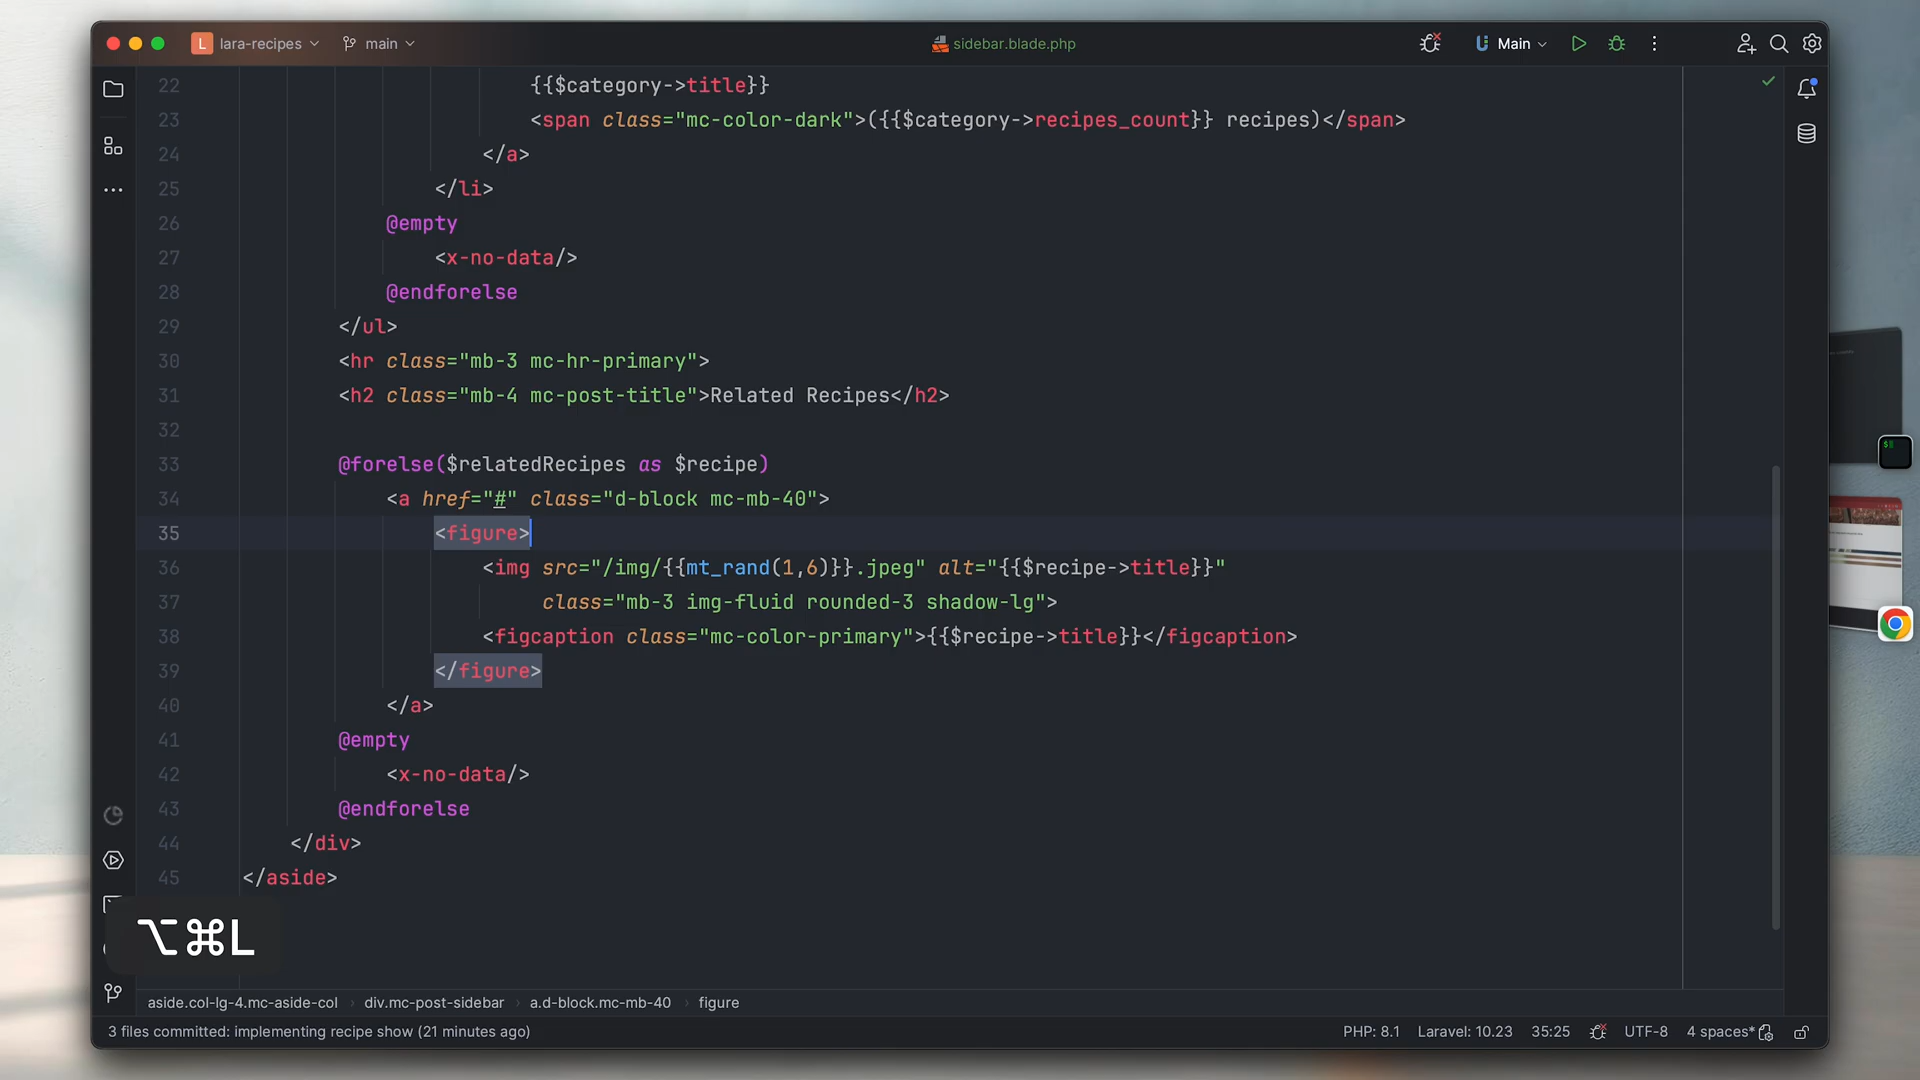 L lara-recipes main sidebar.blade.php Main
22 {{$category->title}}
23 <span class="mc-color-dark">({{$category->recipes_count}} recipes)</span>
24 </a>
25 </li>
26 @empty
27 <x-no-data/>
28 @endforelse
29 </ul>
30 <hr class="mb-3 mc-hr-primary">
31 <h2 class="mb-4 mc-post-title">Related Recipes</h2>
32
33 @forelse($relatedRecipes as $recipe)
34 <a href="#" class="d-block mc-mb-40">
35 <figure>
36 <img src="/img/{{mt_rand(1,6)}}.jpeg" alt="{{$recipe->title}}"
37 class="mb-3 img-fluid rounded-3 shadow-lg">
38 <figcaption class="mc-color-primary">{{$recipe->title}}</figcaption>
39 </figure>
40 </a>
41 @empty
42 <x-no-data/>
43 @endforelse
44 </div>
45 </aside>
⌥⌘L
aside.col-lg-4.mc-aside-col › div.mc-post-sidebar › a.d-block.mc-mb-40 › figure
3 files committed: implementing recipe show (21 minutes ago) PHP: 8.1 Laravel: 10.23 35:25 UTF-8 4 spaces*